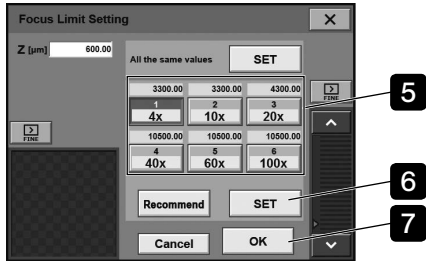 Focus Limit Setting
X
Z [µm] 600.00
All the same values SET
3300.00 3300.00 4300.00
1 2 3
4x 10x 20x
10500.00 10500.00 10500.00
4 5 6
40x 60x 100x
FINE
FINE
Recommend SET
Cancel OK
5
6
7